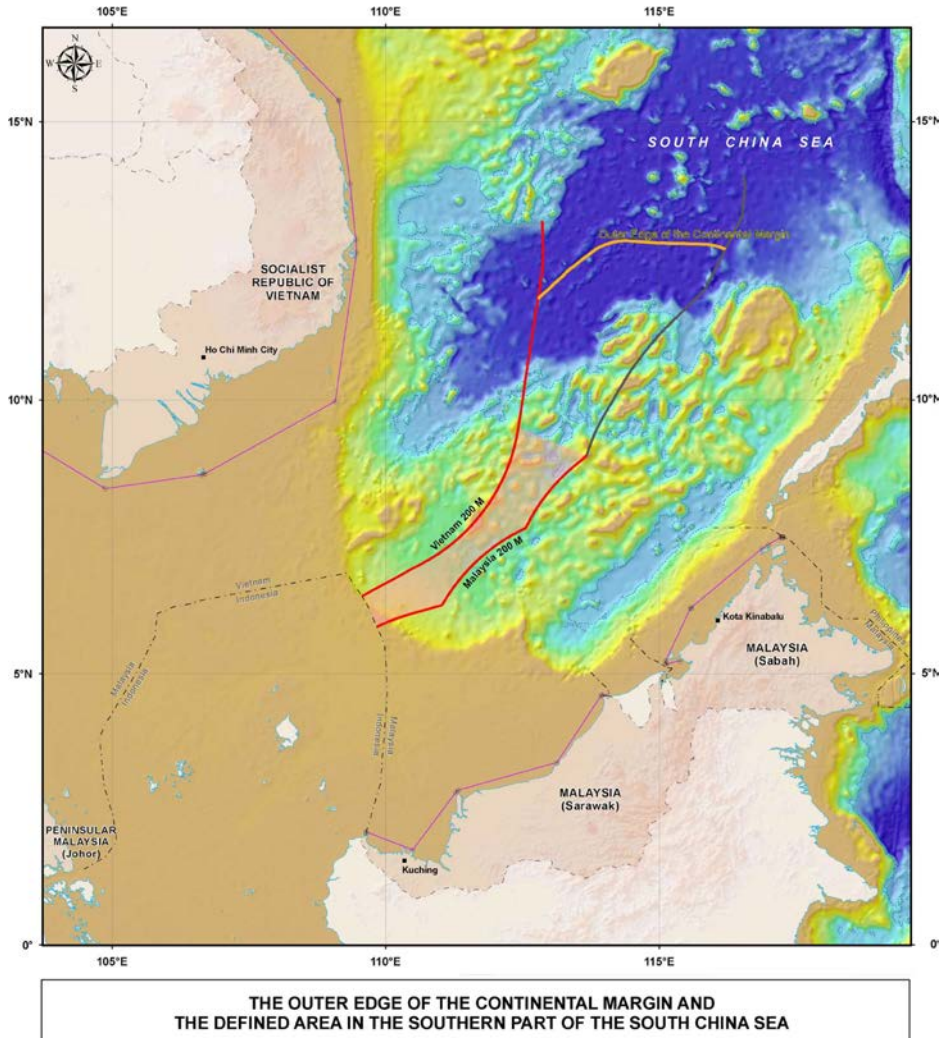 105°E 110°E 115°E
N
W E
S
15°N 15°N
SOUTH CHINA SEA
Outer Edge of the Continental Margin
SOCIALIST
REPUBLIC OF
VIETNAM
Ho Chi Minh City
10°N 10°N
Vietnam 200 M
Malaysia 200 M
Vietnam
Indonesia
Kota Kinabalu
Philippines
Malaysia
MALAYSIA
(Sabah)
Malaysia
Indonesia
5°N 5°N
Malaysia
Indonesia
MALAYSIA
(Sarawak)
PENINSULAR
MALAYSIA
(Johor)
Kuching
0° 0°
105°E 110°E 115°E
THE OUTER EDGE OF THE CONTINENTAL MARGIN AND
THE DEFINED AREA IN THE SOUTHERN PART OF THE SOUTH CHINA SEA